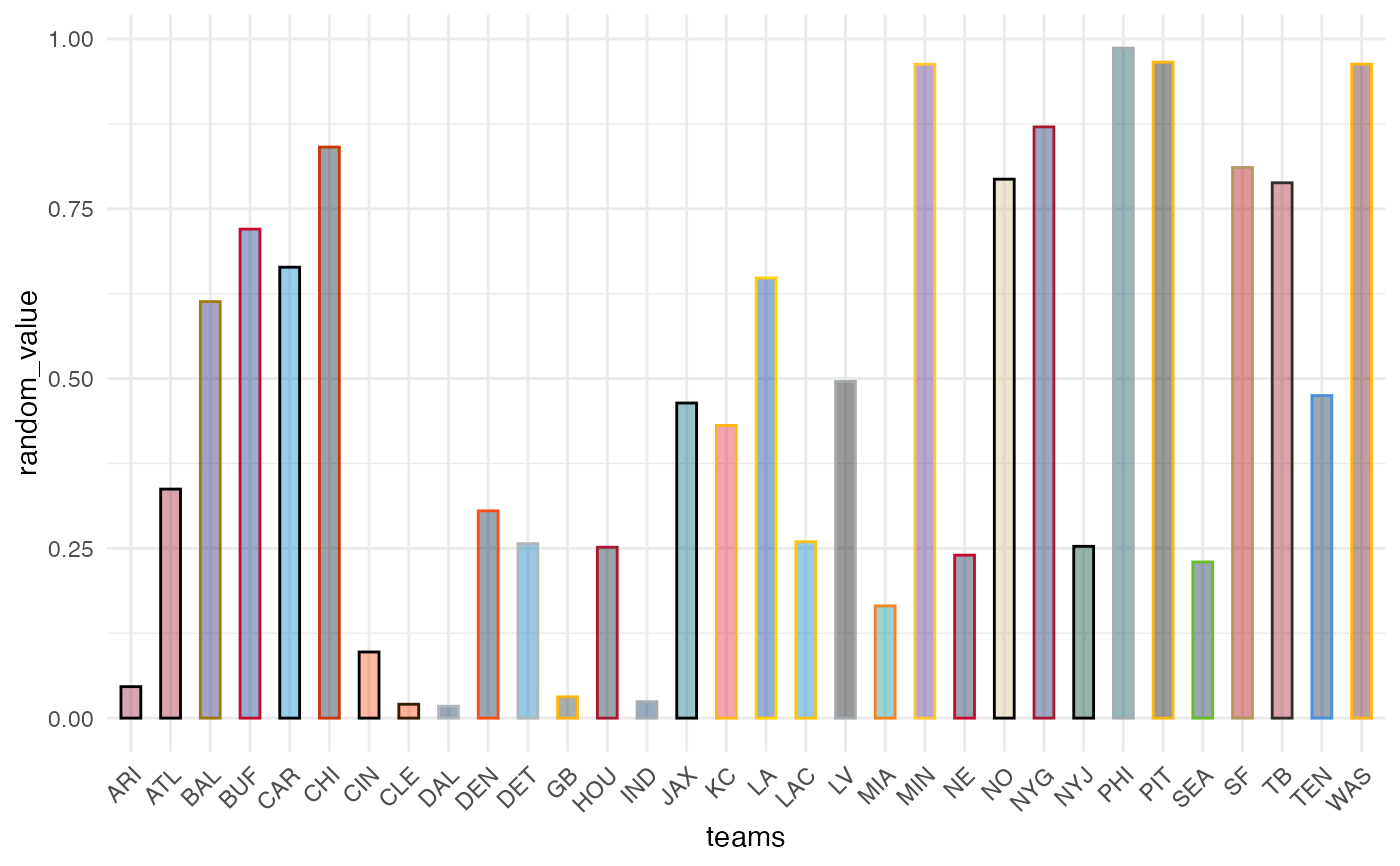 1.00
0.75
0.50
0.25
0.00
random_value
ARI ATL BAL BUF CAR CHI CIN CLE DAL DEN DET GB HOU IND JAX KC LA LAC LV MIA MIN NE NO NYG NYJ PHI PIT SEA SF TB TEN WAS
teams